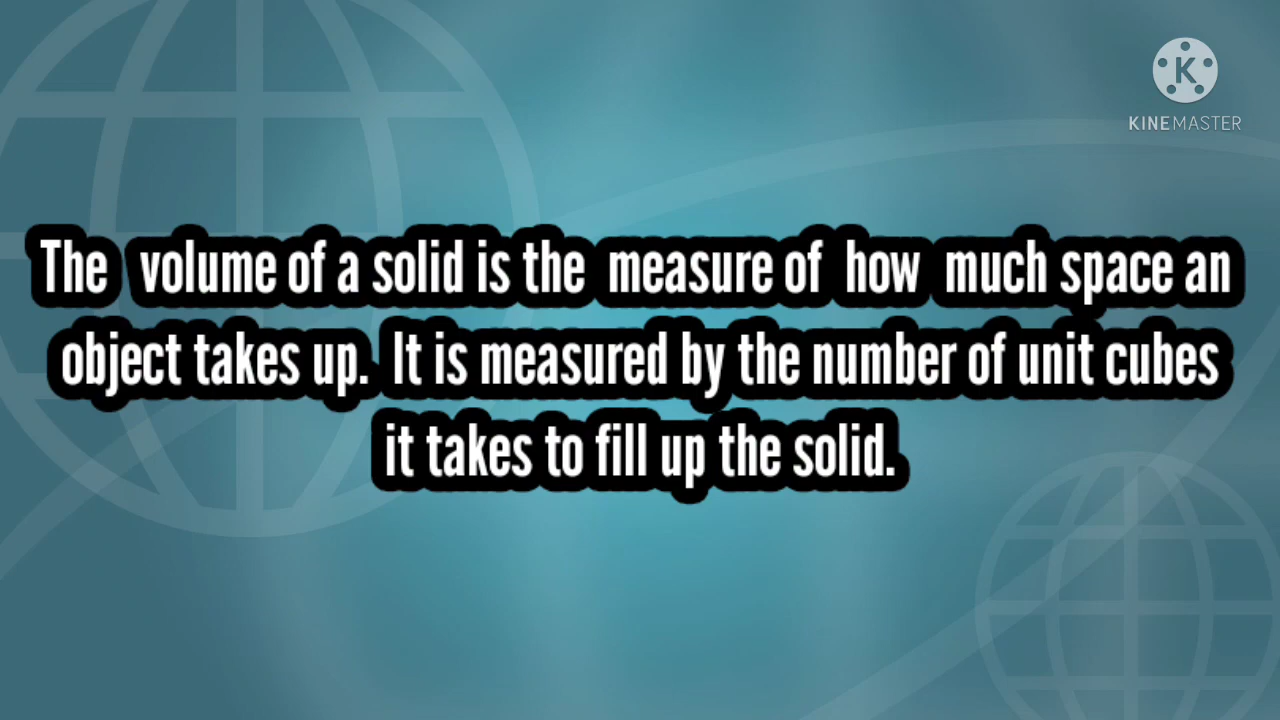 KINEMASTER
The volume of a solid is the measure of how much space an
object takes up. It is measured by the number of unit cubes
it takes to fill up the solid.